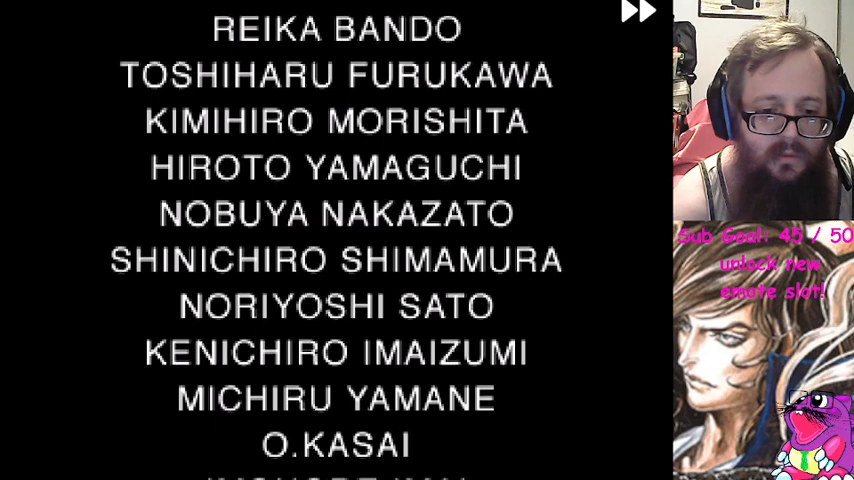 REIKA BANDO
TOSHIHARU FURUKAWA
KIMIHIRO MORISHITA
HIROTO YAMAGUCHI
NOBUYA NAKAZATO
SHINICHIRO SHIMAMURA
NORIYOSHI SATO
KENICHIRO IMAIZUMI
MICHIRU YAMANE
O.KASAI
Sub Goal: 45 / 50
unlock new
emote slot!